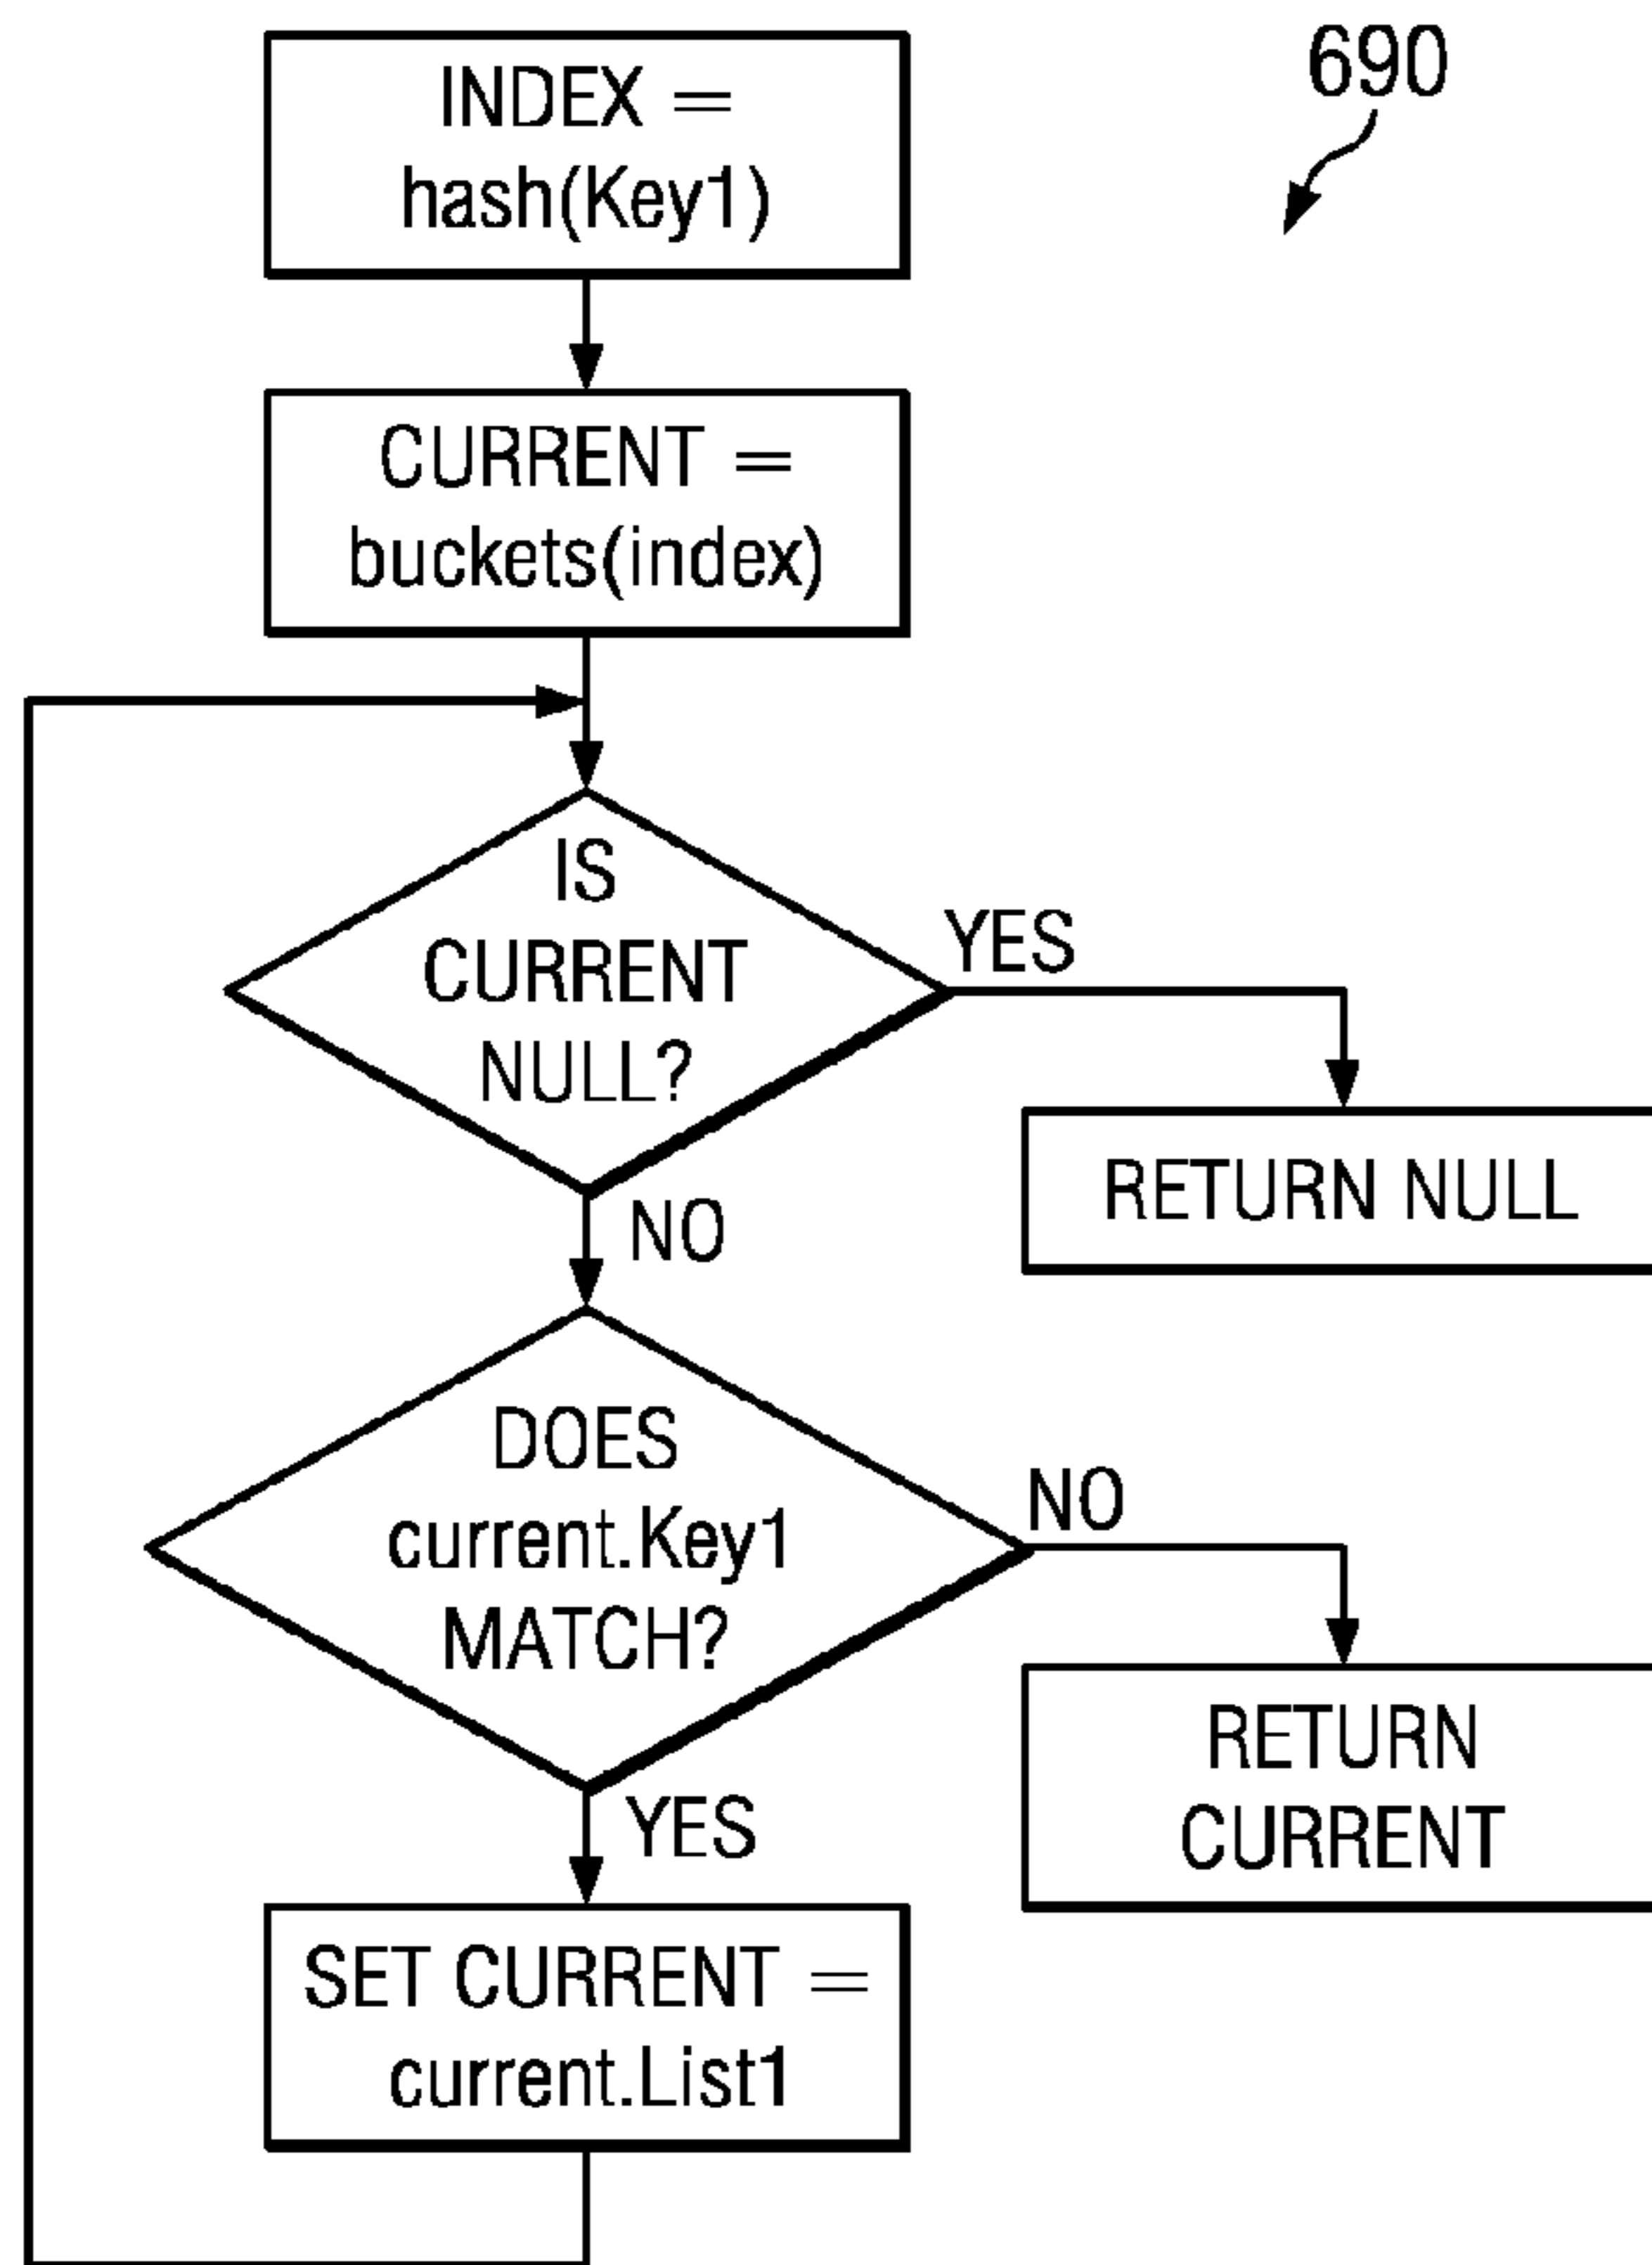 690
INDEX =
hash(Key1)
CURRENT =
buckets(index)
IS
CURRENT
NULL?
YES
NO
RETURN NULL
DOES
current.Key1
MATCH?
NO
YES
RETURN
CURRENT
SET CURRENT =
current.List1